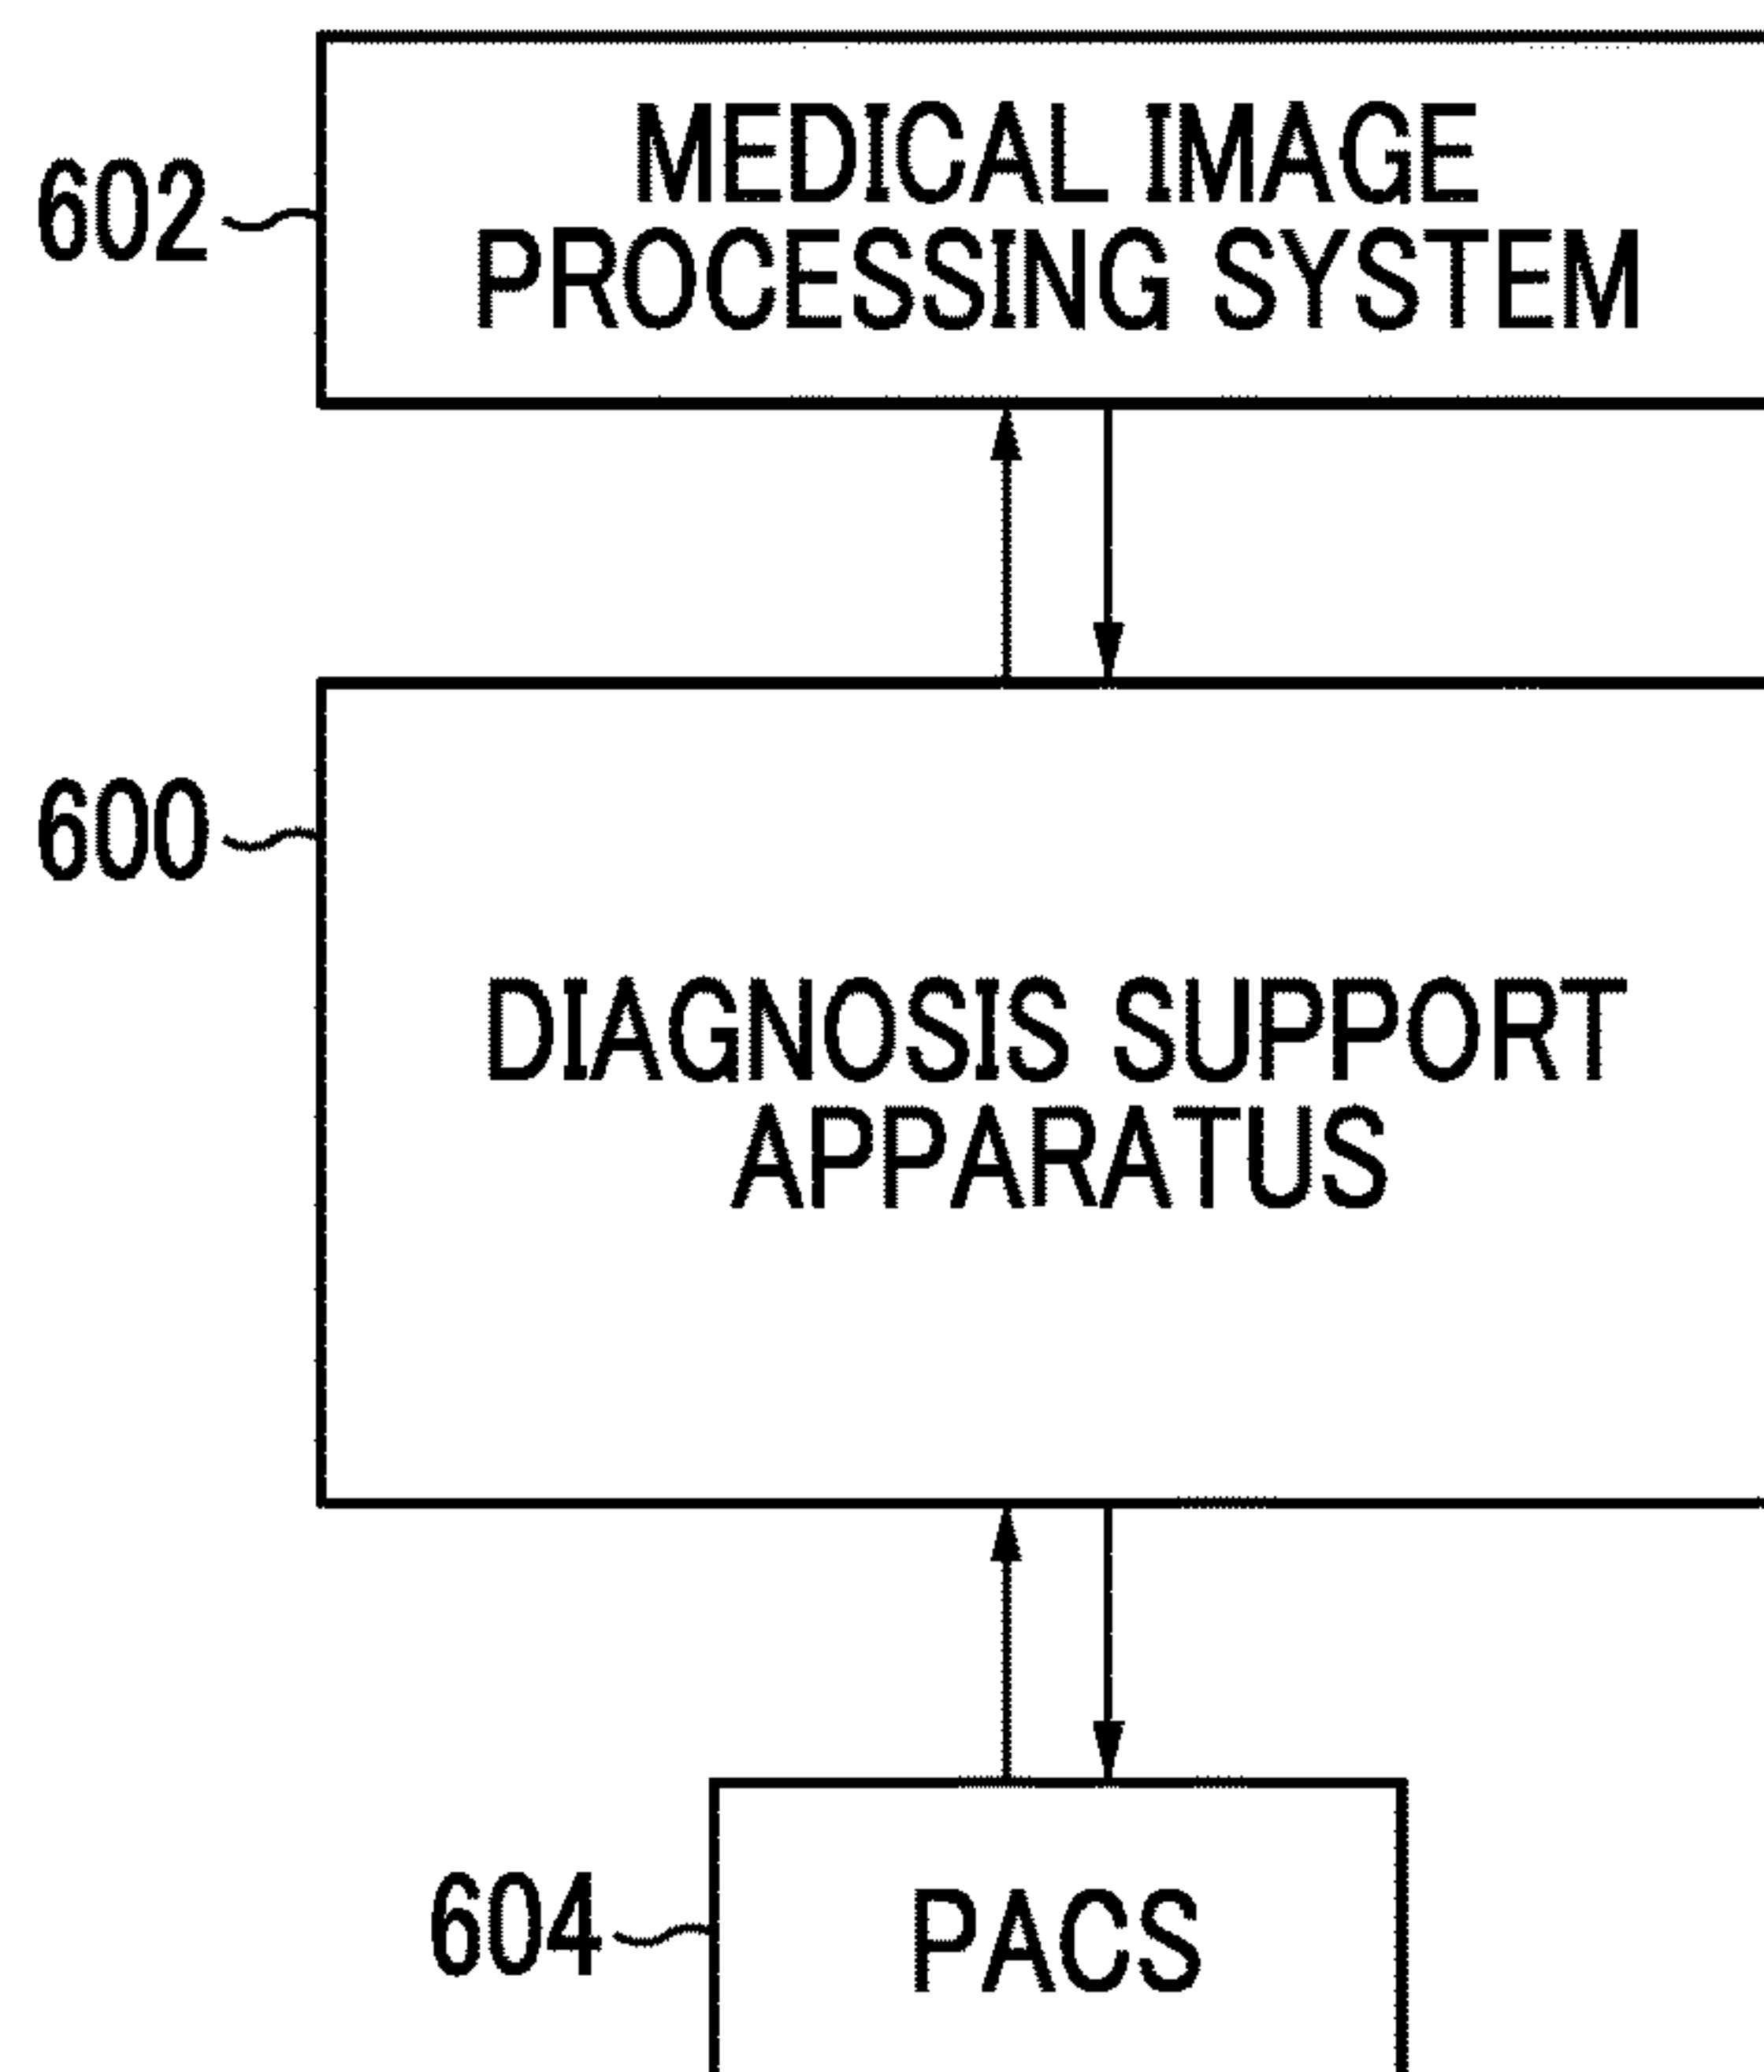 602
MEDICAL IMAGE
PROCESSING SYSTEM
600
DIAGNOSIS SUPPORT
APPARATUS
604
PACS